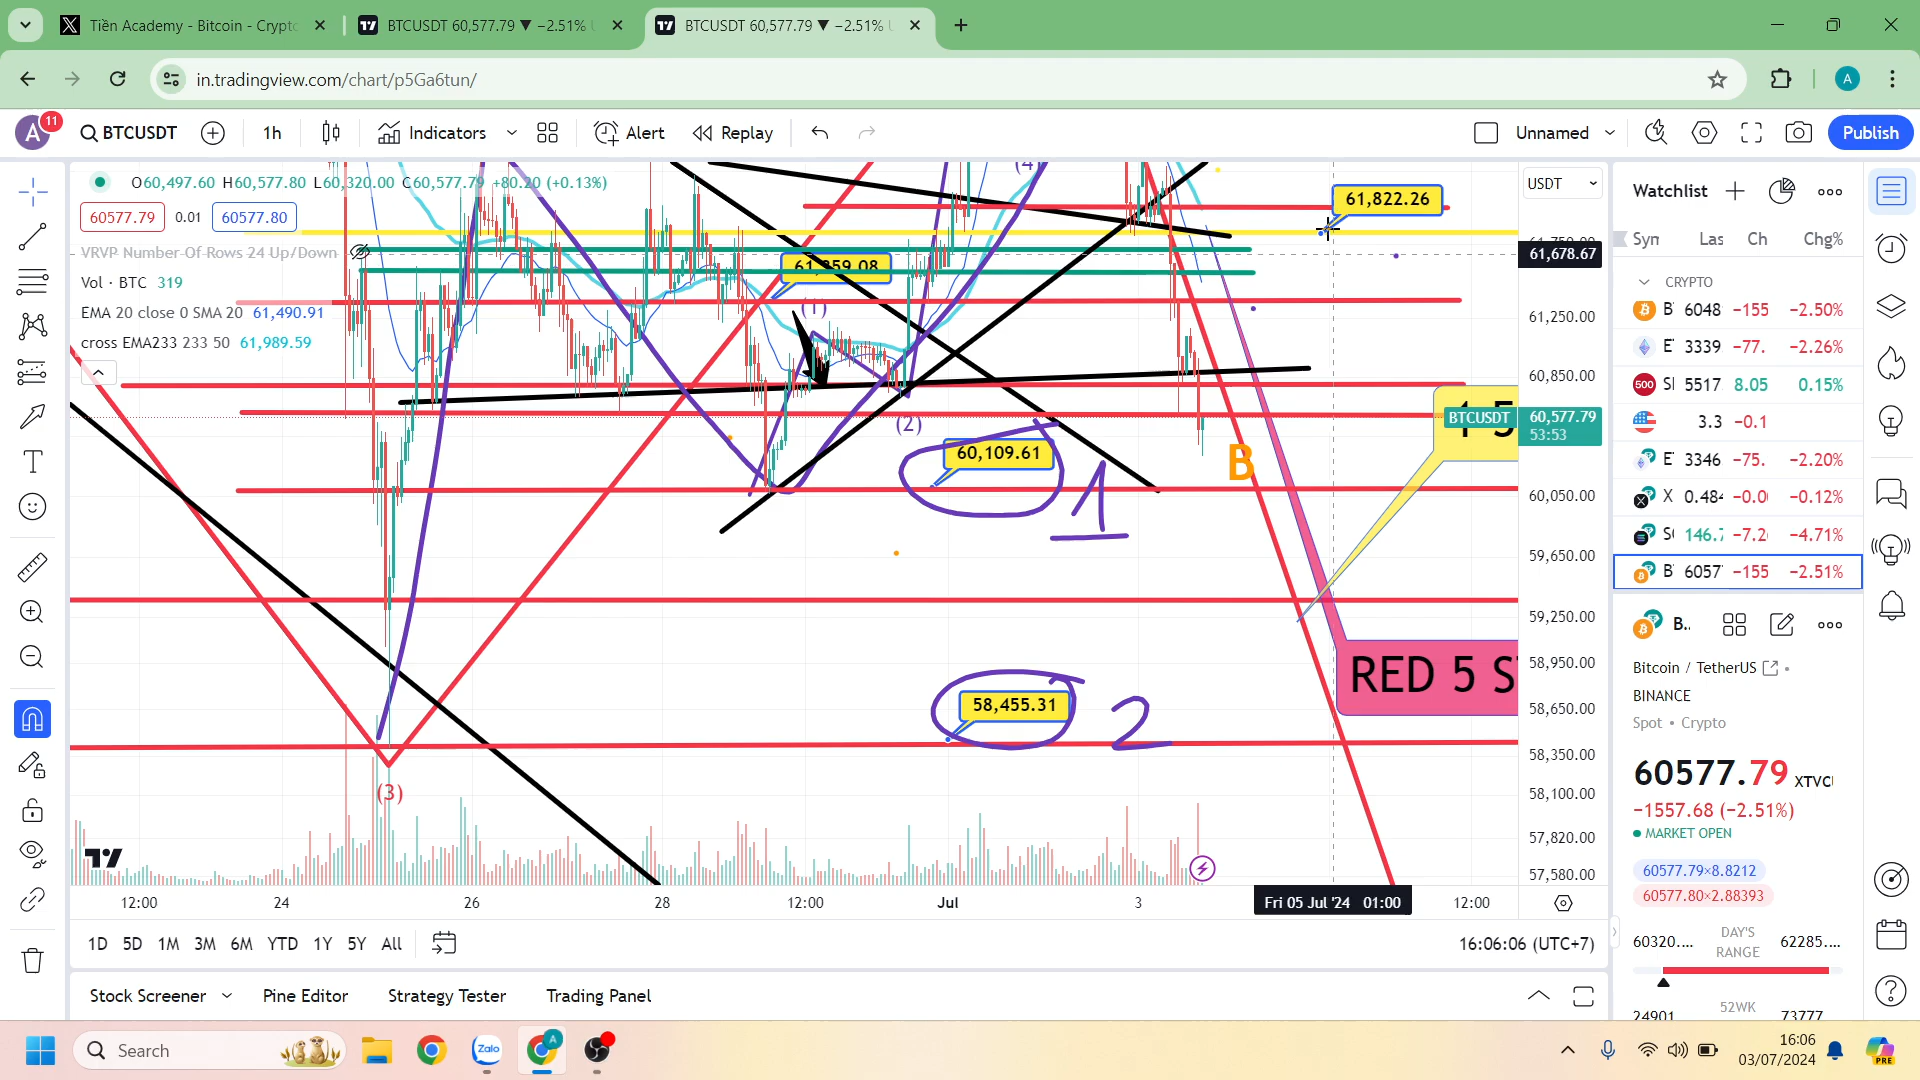 Tiền Academy - Bitcoin - Crypto
BTCUSDT 60,577.79 ▼ −2.51%
BTCUSDT 60,577.79 ▼ −2.51%
in.tradingview.com/chart/p5Ga6tun/
A
A
11
BTCUSDT
1h
Indicators
Alert
Replay
Unnamed
Publish
O60,497.60 H60,577.80 L60,320.00 C60,577.79 +80.20 (+0.13%)
60577.79
0.01
60577.80
VRVP Number Of Rows 24 Up/Down
Vol · BTC 319
EMA 20 close 0 SMA 20 61,490.91
cross EMA233 233 50 61,989.59
(4)
61,822.26
(1)
(2)
60,109.61
1
B
58,455.31
2
(3)
RED 5 S
USDT
61,678.67
61,250.00
60,850.00
BTCUSDT
60,577.79
53:53
60,050.00
59,650.00
59,250.00
58,950.00
58,650.00
58,350.00
58,100.00
57,820.00
57,580.00
12:00
24
26
28
12:00
Jul
3
Fri 05 Jul '24 01:00
12:00
1D 5D 1M 3M 6M YTD 1Y 5Y All
16:06:06 (UTC+7)
Stock Screener
Pine Editor
Strategy Tester
Trading Panel
Watchlist
Las
Ch
Chg%
CRYPTO
6048 −155 −2.50%
3339 −77. −2.26%
500
5517 8.05 0.15%
3.3 −0.1
3346 −75. −2.20%
X 0.484 −0.0 −0.12%
146.7 −7.2 −4.71%
6057 −155 −2.51%
B..
Bitcoin / TetherUS
BINANCE
Spot • Crypto
60577.79
−1557.68 (−2.51%)
MARKET OPEN
60577.79×8.8212
60577.80×2.88393
60320....
DAY'S
RANGE
62285....
24901
52WK
73777
Search
Zalo
A
16:06
03/07/2024
PRE